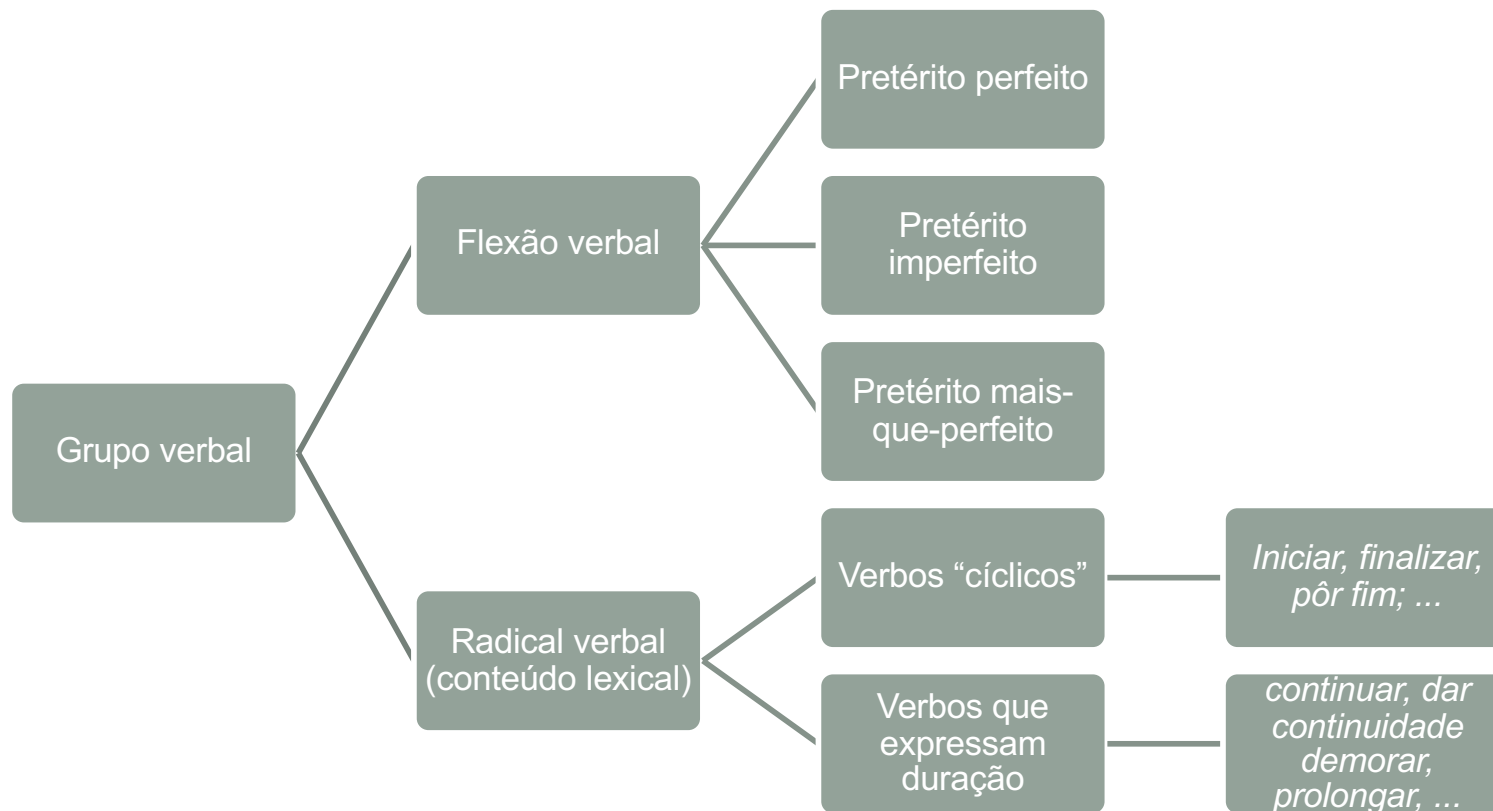 Pretérito perfeito
Flexão verbal
Pretérito
imperfeito
Pretérito mais-
que-perfeito
Grupo verbal
Verbos “cíclicos”
Iniciar, finalizar,
pôr fim; ...
Radical verbal
(conteúdo lexical)
Verbos que
expressam
duração
continuar, dar
continuidade
demorar,
prolongar, ...